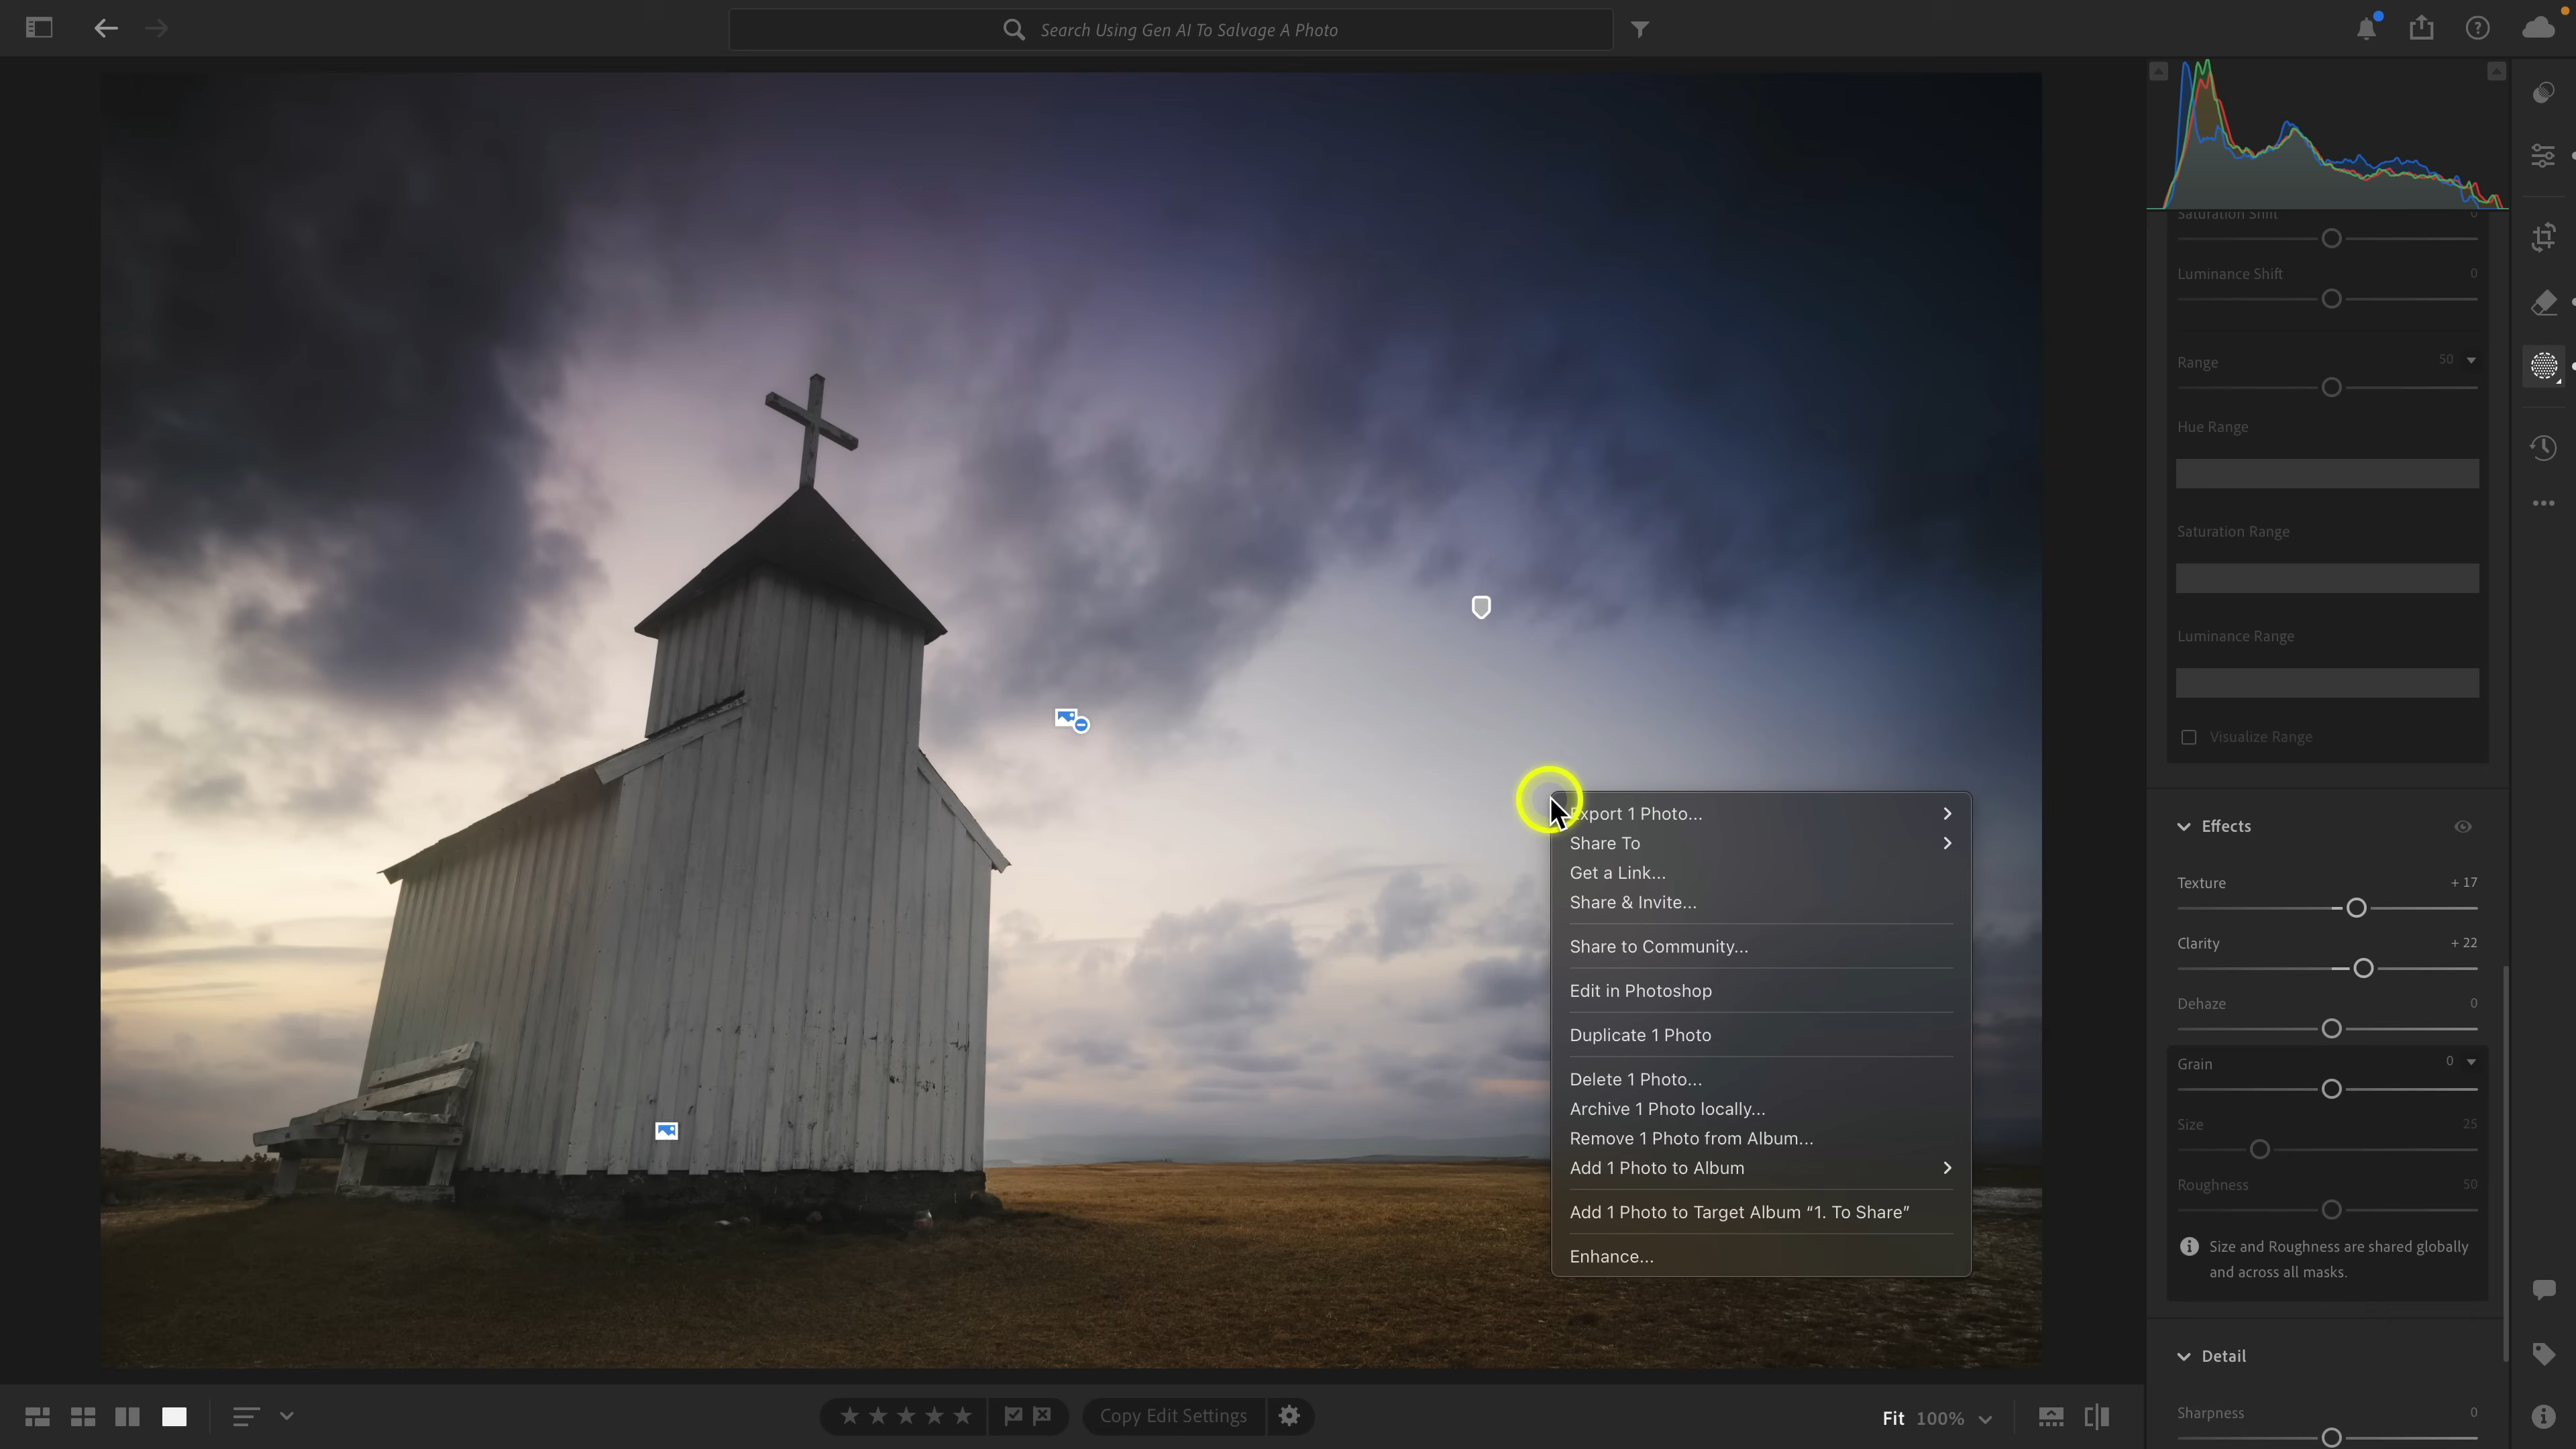 Search Using Gen AI To Salvage A Photo
Saturation Shift 0
Luminance Shift 0
Range 50
Hue Range
Saturation Range
Luminance Range
Visualize Range
Effects
Texture + 17
Clarity + 22
Dehaze 0
Grain 0
Size 25
Roughness 50
Size and Roughness are shared globally
and across all masks.
Detail
Sharpness 0
Export 1 Photo...
Share To
Get a Link...
Share & Invite...
Share to Community...
Edit in Photoshop
Duplicate 1 Photo
Delete 1 Photo...
Archive 1 Photo locally...
Remove 1 Photo from Album...
Add 1 Photo to Album
Add 1 Photo to Target Album “1. To Share”
Enhance...
Copy Edit Settings
Fit 100%